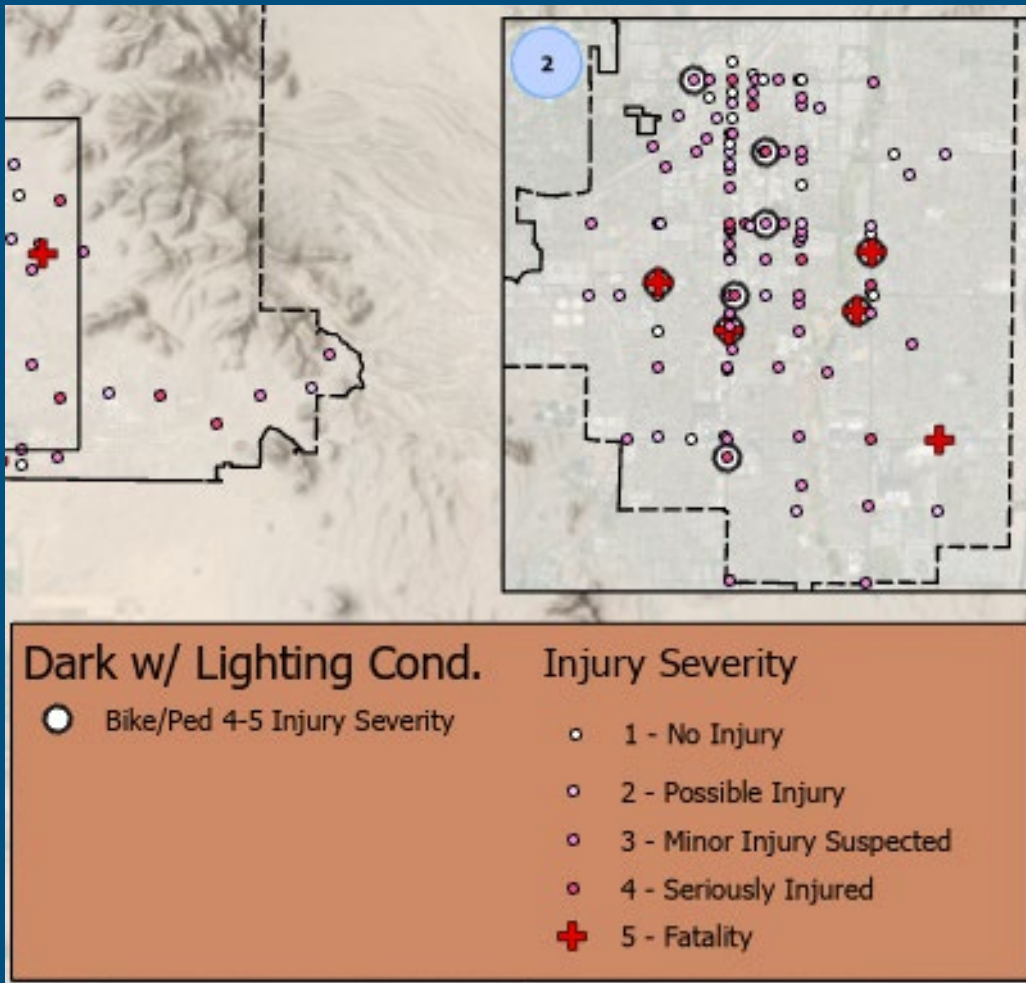 2
Dark w/ Lighting Cond.
Bike/Ped 4-5 Injury Severity
Injury Severity
1 - No Injury
2 - Possible Injury
3 - Minor Injury Suspected
4 - Seriously Injured
5 - Fatality